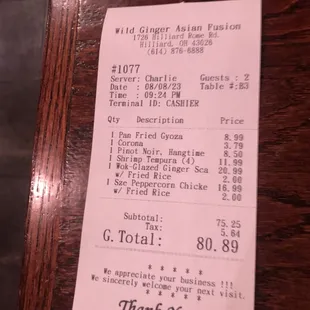 Wild Ginger Asian Fusion
1726 Hilliard Rome Rd.
Hilliard, OH 43026
(614) 876-6888
#1077
Server: Charlie Guests : 2
Date : 08/08/23 Table #:B3
Time : 09:24 PM
Terminal ID: CASHIER
Qty Description Price
1 Pan Fried Gyoza 8.99
1 Corona 3.79
1 Pinot Noir, Hangtime 8.50
1 Shrimp Tempura (4) 11.99
1 Wok-Glazed Ginger Sca 20.99
w/ Fried Rice 2.00
1 Sze Peppercorn Chicke 16.99
w/ Fried Rice 2.00
Subtotal: 75.25
Tax: 5.64
G.Total: 80.89
* * * * *
We appreciate your business !!!
We sincerely welcome your next visit.
* * * * *
Thank